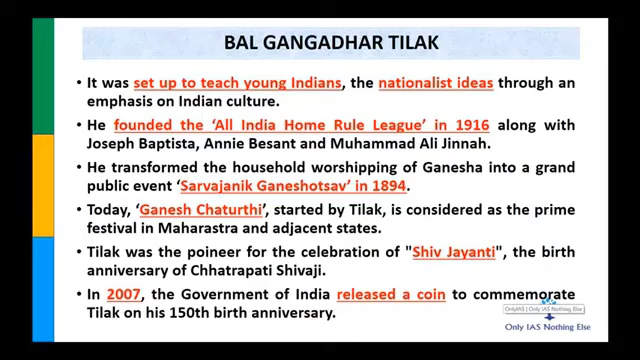 BAL GANGADHAR TILAK
• It was set up to teach young Indians, the nationalist ideas through an
emphasis on Indian culture.
• He founded the 'All India Home Rule League' in 1916 along with
Joseph Baptista, Annie Besant and Muhammad Ali Jinnah.
• He transformed the household worshipping of Ganesha into a grand
public event 'Sarvajanik Ganeshotsav' in 1894.
• Today, 'Ganesh Chaturthi', started by Tilak, is considered as the prime
festival in Maharastra and adjacent states.
• Tilak was the poineer for the celebration of "Shiv Jayanti", the birth
anniversary of Chhatrapati Shivaji.
• In 2007, the Government of India released a coin to commemorate
Tilak on his 150th birth anniversary.
OnlyIAS | Only IAS Nothing Else
Only IAS Nothing Else